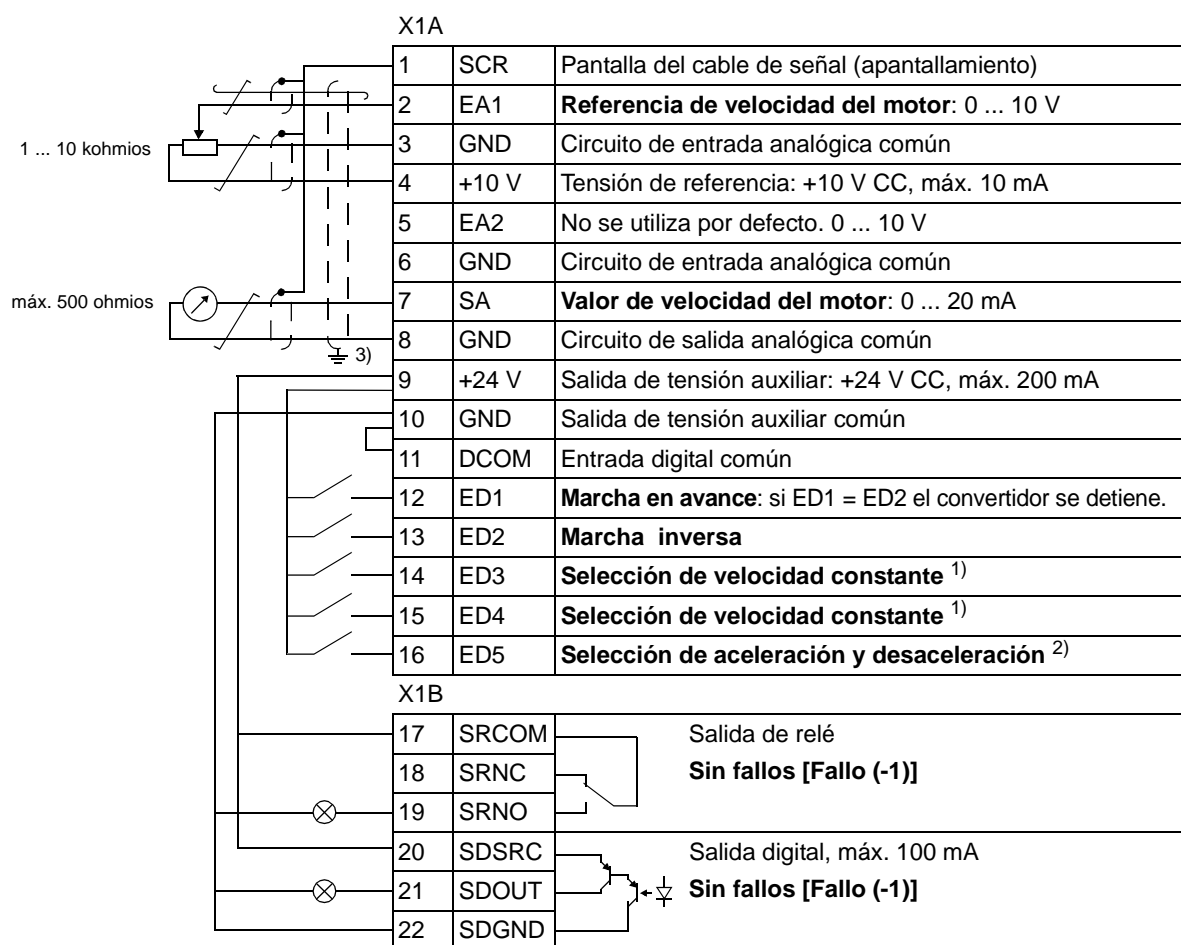 X1A
1 SCR Pantalla del cable de señal (apantallamiento)
2 EA1 Referencia de velocidad del motor: 0 ... 10 V
1 ... 10 kohmios
3 GND Circuito de entrada analógica común
4 +10 V Tensión de referencia: +10 V CC, máx. 10 mA
5 EA2 No se utiliza por defecto. 0 ... 10 V
6 GND Circuito de entrada analógica común
máx. 500 ohmios
7 SA Valor de velocidad del motor: 0 ... 20 mA
8 GND Circuito de salida analógica común
3)
9 +24 V Salida de tensión auxiliar: +24 V CC, máx. 200 mA
10 GND Salida de tensión auxiliar común
11 DCOM Entrada digital común
12 ED1 Marcha en avance: si ED1 = ED2 el convertidor se detiene.
13 ED2 Marcha inversa
14 ED3 Selección de velocidad constante 1)
15 ED4 Selección de velocidad constante 1)
16 ED5 Selección de aceleración y desaceleración 2)
X1B
17 SRCOM Salida de relé
18 SRNC Sin fallos [Fallo (-1)]
19 SRNO
20 SDSRC Salida digital, máx. 100 mA
21 SDOUT Sin fallos [Fallo (-1)]
22 SDGND